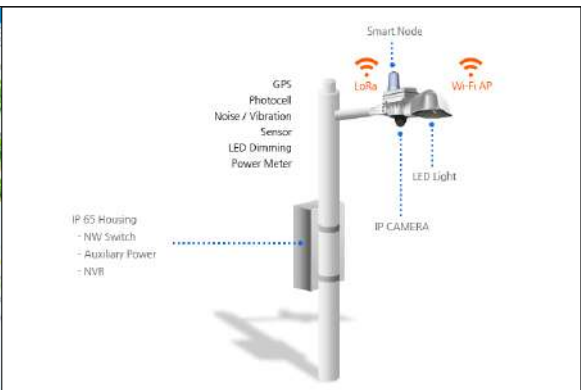 Smart Node
LoRa
Wi-Fi AP
GPS
Photocell
Noise / Vibration
Sensor
LED Dimming
Power Meter
LED Light
IP CAMERA
IP 65 Housing
- NW Switch
- Auxiliary Power
- NVR